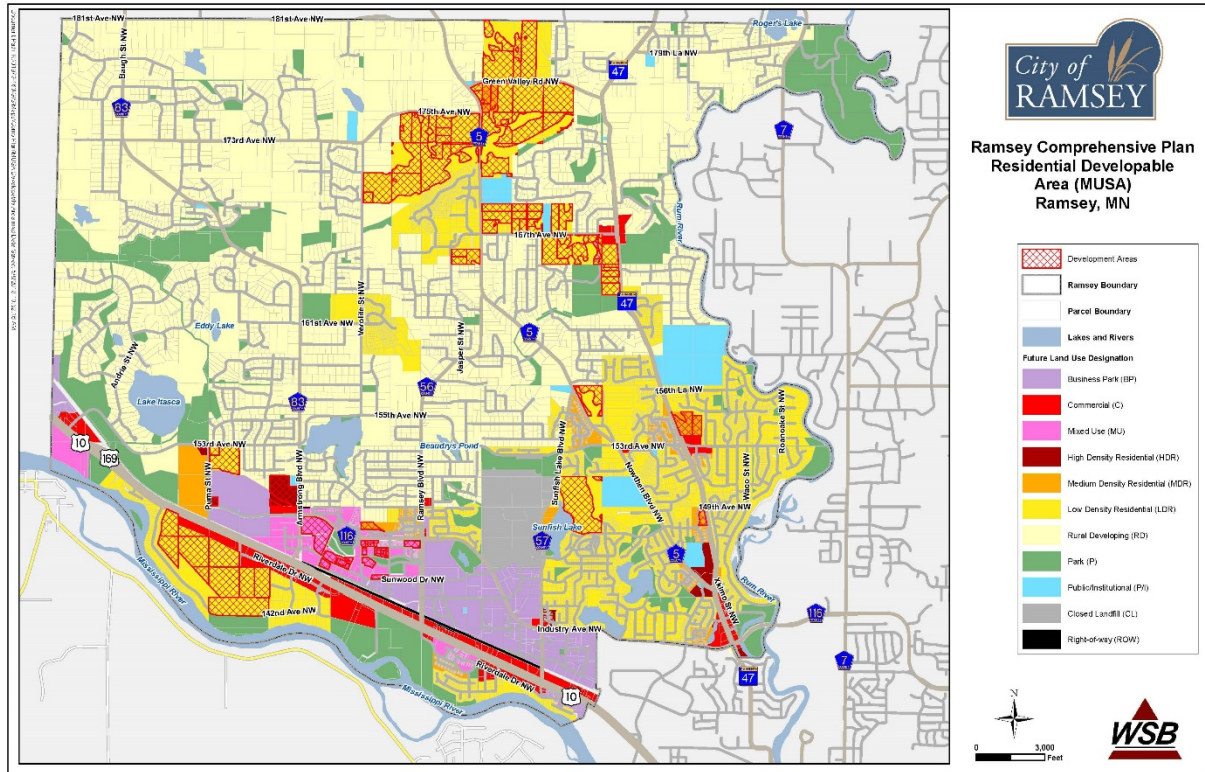 181st Ave NW
181st Ave NW
Roger's Lake
179th La NW
Baugh St NW
47
Green Valley Rd NW
83
175th Ave NW
5
7
173rd Ave NW
Rum River
167th Ave NW
47
Variolite St NW
161st Ave NW
Eddy Lake
5
Jasper St NW
Andrie St NW
156th La NW
56
Lake Itasca
83
155th Ave NW
Roanoake St NW
10
169
153rd Ave NW
Beaudrys Pond
Sunfish Lake Blvd NW
153rd Ave NW
Nowthen Blvd NW
Puma St NW
Armstrong Blvd NW
Ramsey Blvd NW
Waco St NW
149th Ave NW
116
Sunfish Lake
57
5
Mississippi River
Riverdale Dr NW
Sunwood Dr NW
Xkimo St NW
Rum River
142nd Ave NW
Industry Ave NW
116
7
Riverdale Dr NW
47
10
Mississippi River
City of
RAMSEY
Ramsey Comprehensive Plan
Residential Developable
Area (MUSA)
Ramsey, MN
Development Areas
Ramsey Boundary
Parcel Boundary
Lakes and Rivers
Future Land Use Designation
Business Park (BP)
Commercial (C)
Mixed Use (MU)
High Density Residential (HDR)
Medium Density Residential (MDR)
Low Density Residential (LDR)
Rural Developing (RD)
Park (P)
Public/Institutional (P/I)
Closed Landfill (CL)
Right-of-way (ROW)
N
0 3,000
Feet
WSB